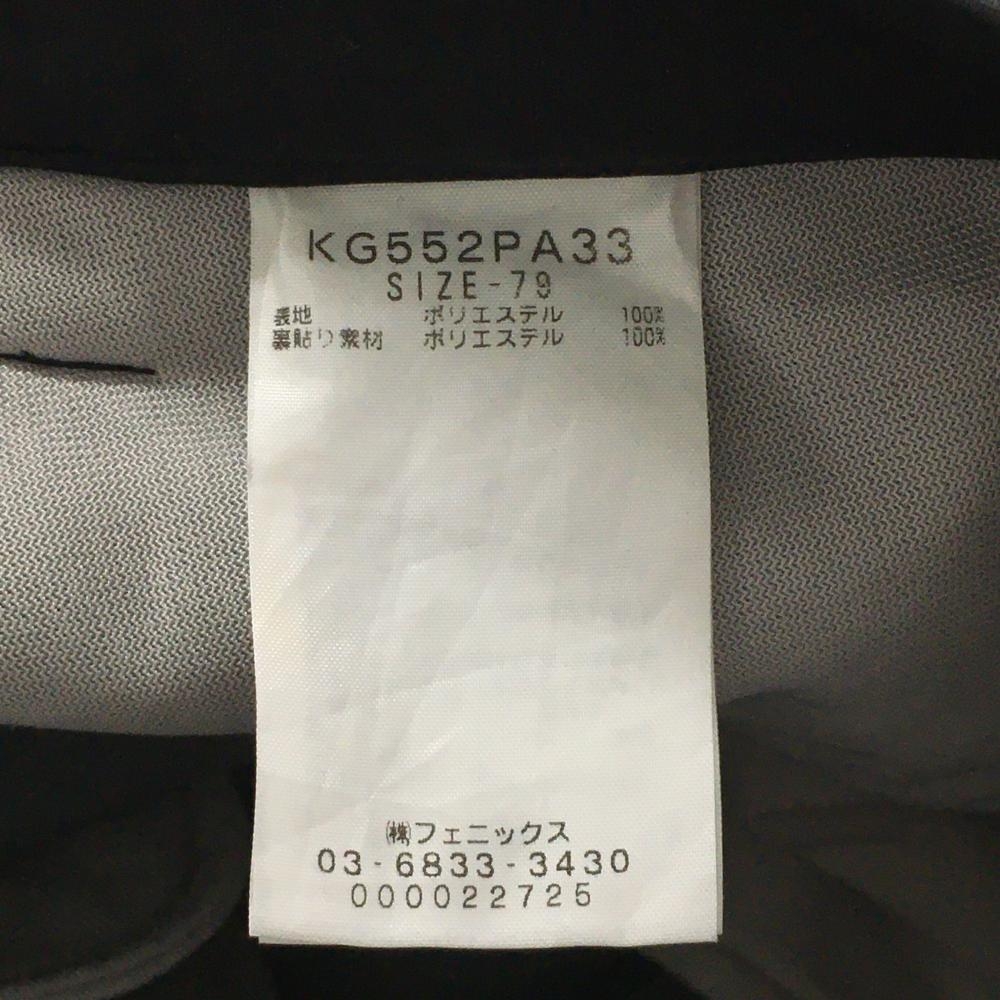 KG552PA33
SIZE-79
表地 ポリエステル 100%
裏貼り素材 ポリエステル 100%
㈱フェニックス
03-6833-3430
000022725